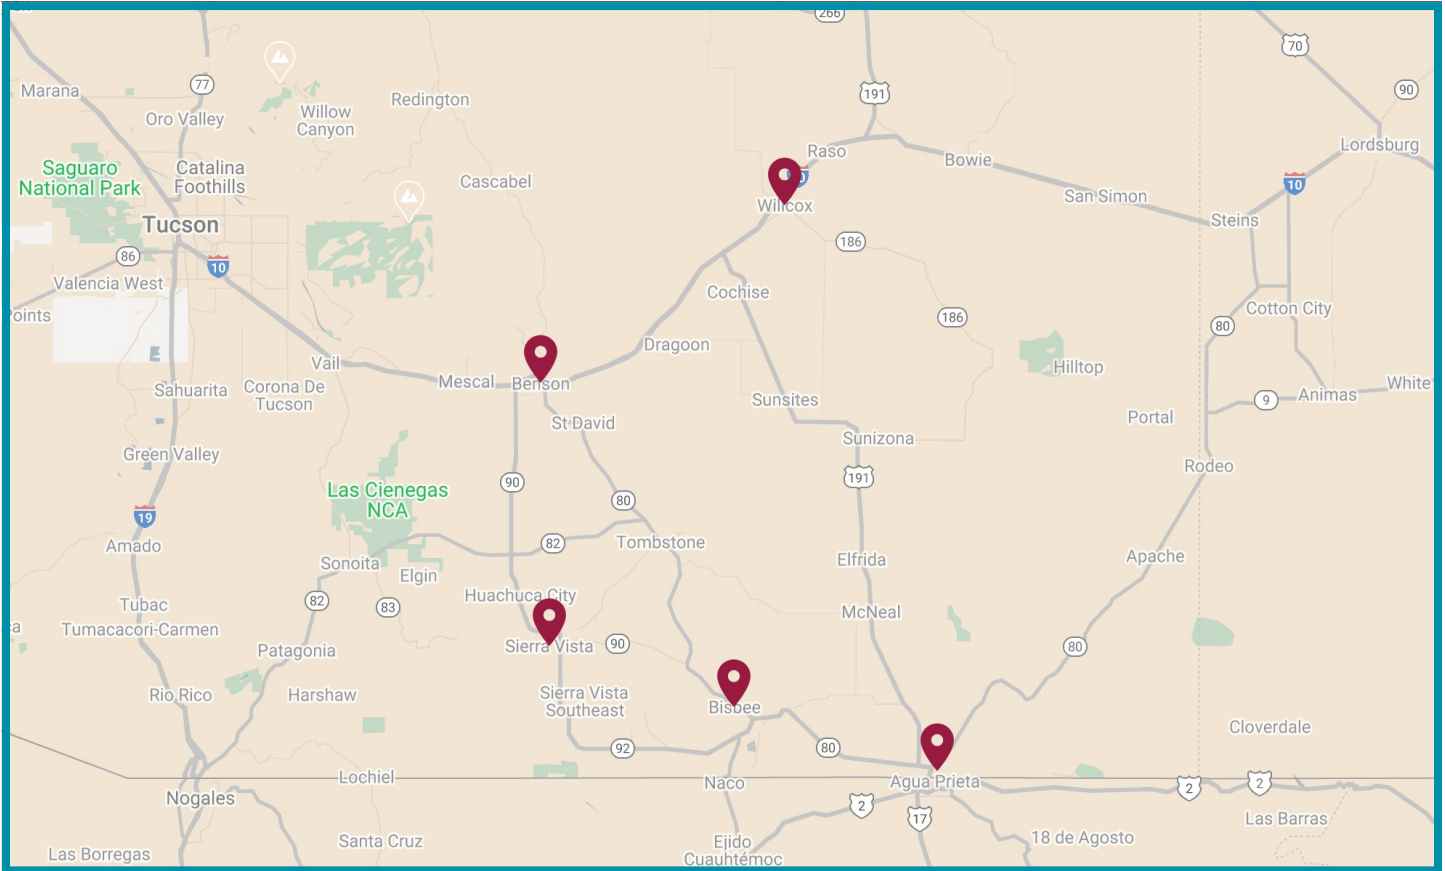 266
70
77
191
90
Marana
Redington
Willow
Canyon
Oro Valley
Raso
Lordsburg
Bowie
Saguaro
National Park
Catalina
Foothills
Cascabel
San Simon
10
Willcox
Steins
Tucson
186
86
10
Valencia West
Cochise
Cotton City
Points
186
80
Dragoon
Vail
Hilltop
Mescal
Benson
Sahuarita
Corona De
Tucson
White
Animas
9
Sunsites
Portal
St David
Sunizona
Green Valley
Rodeo
191
90
Las Cienegas
NCA
80
19
Amado
82
Tombstone
Apache
Sonoita
Elfrida
Elgin
Huachuca City
82
83
Tubac
McNeal
ca
Tumacacori-Carmen
Patagonia
Sierra Vista
90
80
Rio Rico
Harshaw
Sierra Vista
Southeast
Bisbee
Cloverdale
92
80
Lochiel
Naco
Agua Prieta
2
2
Nogales
2
17
Las Barras
Santa Cruz
18 de Agosto
Las Borregas
Ejido
Cuauhtémoc